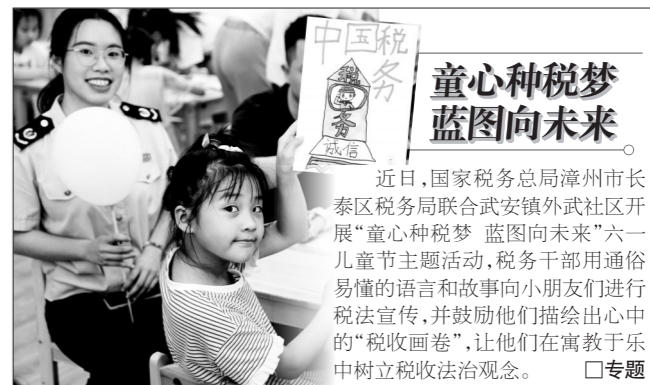 中国税
务
税
务
诚信
童心种税梦
蓝图向未来
近日，国家税务总局漳州市长
泰区税务局联合武安镇外武社区开
展“童心种税梦 蓝图向未来”六一
儿童节主题活动，税务干部用通俗
易懂的语言和故事向小朋友们进行
税法宣传，并鼓励他们描绘出心中
的“税收画卷”，让他们在寓教于乐
中树立税收法治观念。 □专题